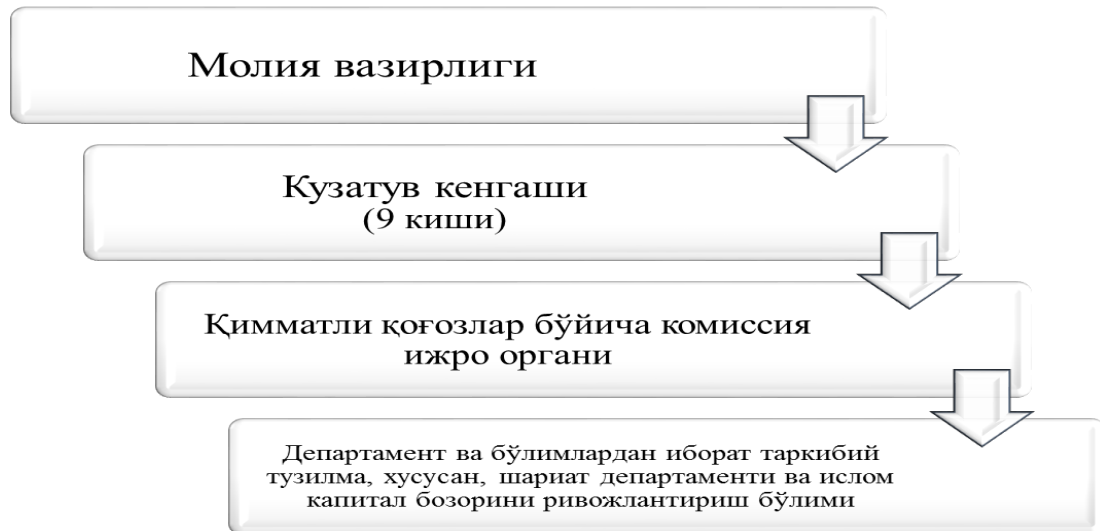 Молия вазирлиги
Кузатув кенгаши
(9 киши)
Қимматли қоғозлар бўйича комиссия
ижро органи
Департамент ва бўлимлардан иборат таркибий
тузилма, хусусан, шариат департаменти ва ислом
капитал бозорини ривожлантириш бўлими